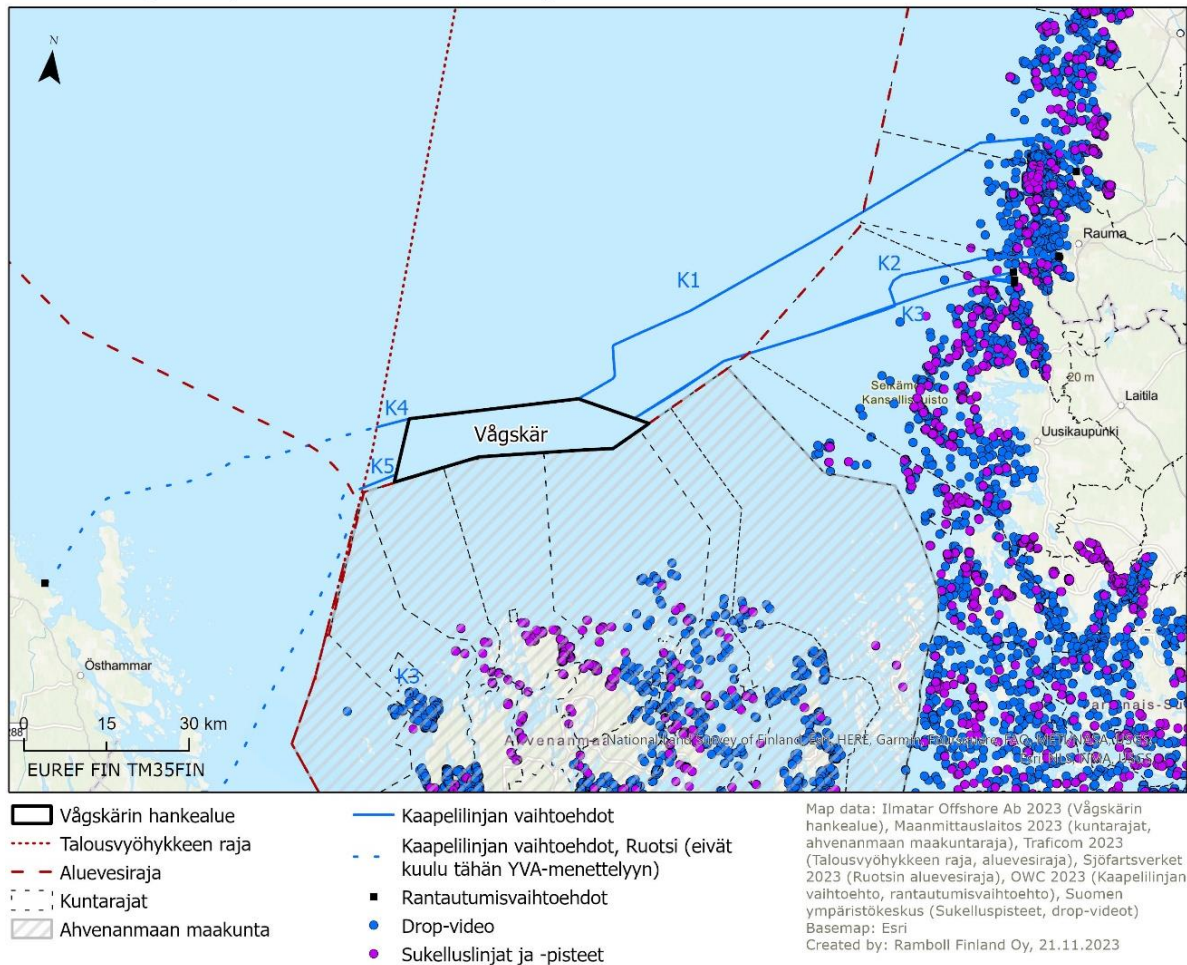 N
K1
K2
K3
Rauma
20 m
Laitila
Selkämeren
Kansallispuisto
Uusikaupunki
K4
Vågskär
K5
Östhammar
K3
0 15 30 km
EUREF FIN TM35FIN
Vågskärin hankealue
Talousvyöhykkeen raja
Aluevesiraja
Kuntarajat
Ahvenanmaan maakunta
Kaapelilinjan vaihtoehdot
Kaapelilinjan vaihtoehdot, Ruotsi (eivät
kuulu tähän YVA-menettelyyn)
Rantautumisvaihtoehdot
Drop-video
Sukelluslinjat ja -pisteet
Map data: Ilmatar Offshore Ab 2023 (Vågskärin
hankealue), Maanmittauslaitos 2023 (kuntarajat,
ahvenanmaan maakuntaraja), Traficom 2023
(Talousvyöhykkeen raja, aluevesiraja), Sjöfartsverket
2023 (Ruotsin aluevesiraja), OWC 2023 (Kaapelilinjan
vaihtoehto, rantautumisvaihtoehto), Suomen
ympäristökeskus (Sukelluspisteet, drop-videot)
Basemap: Esri
Created by: Ramboll Finland Oy, 21.11.2023